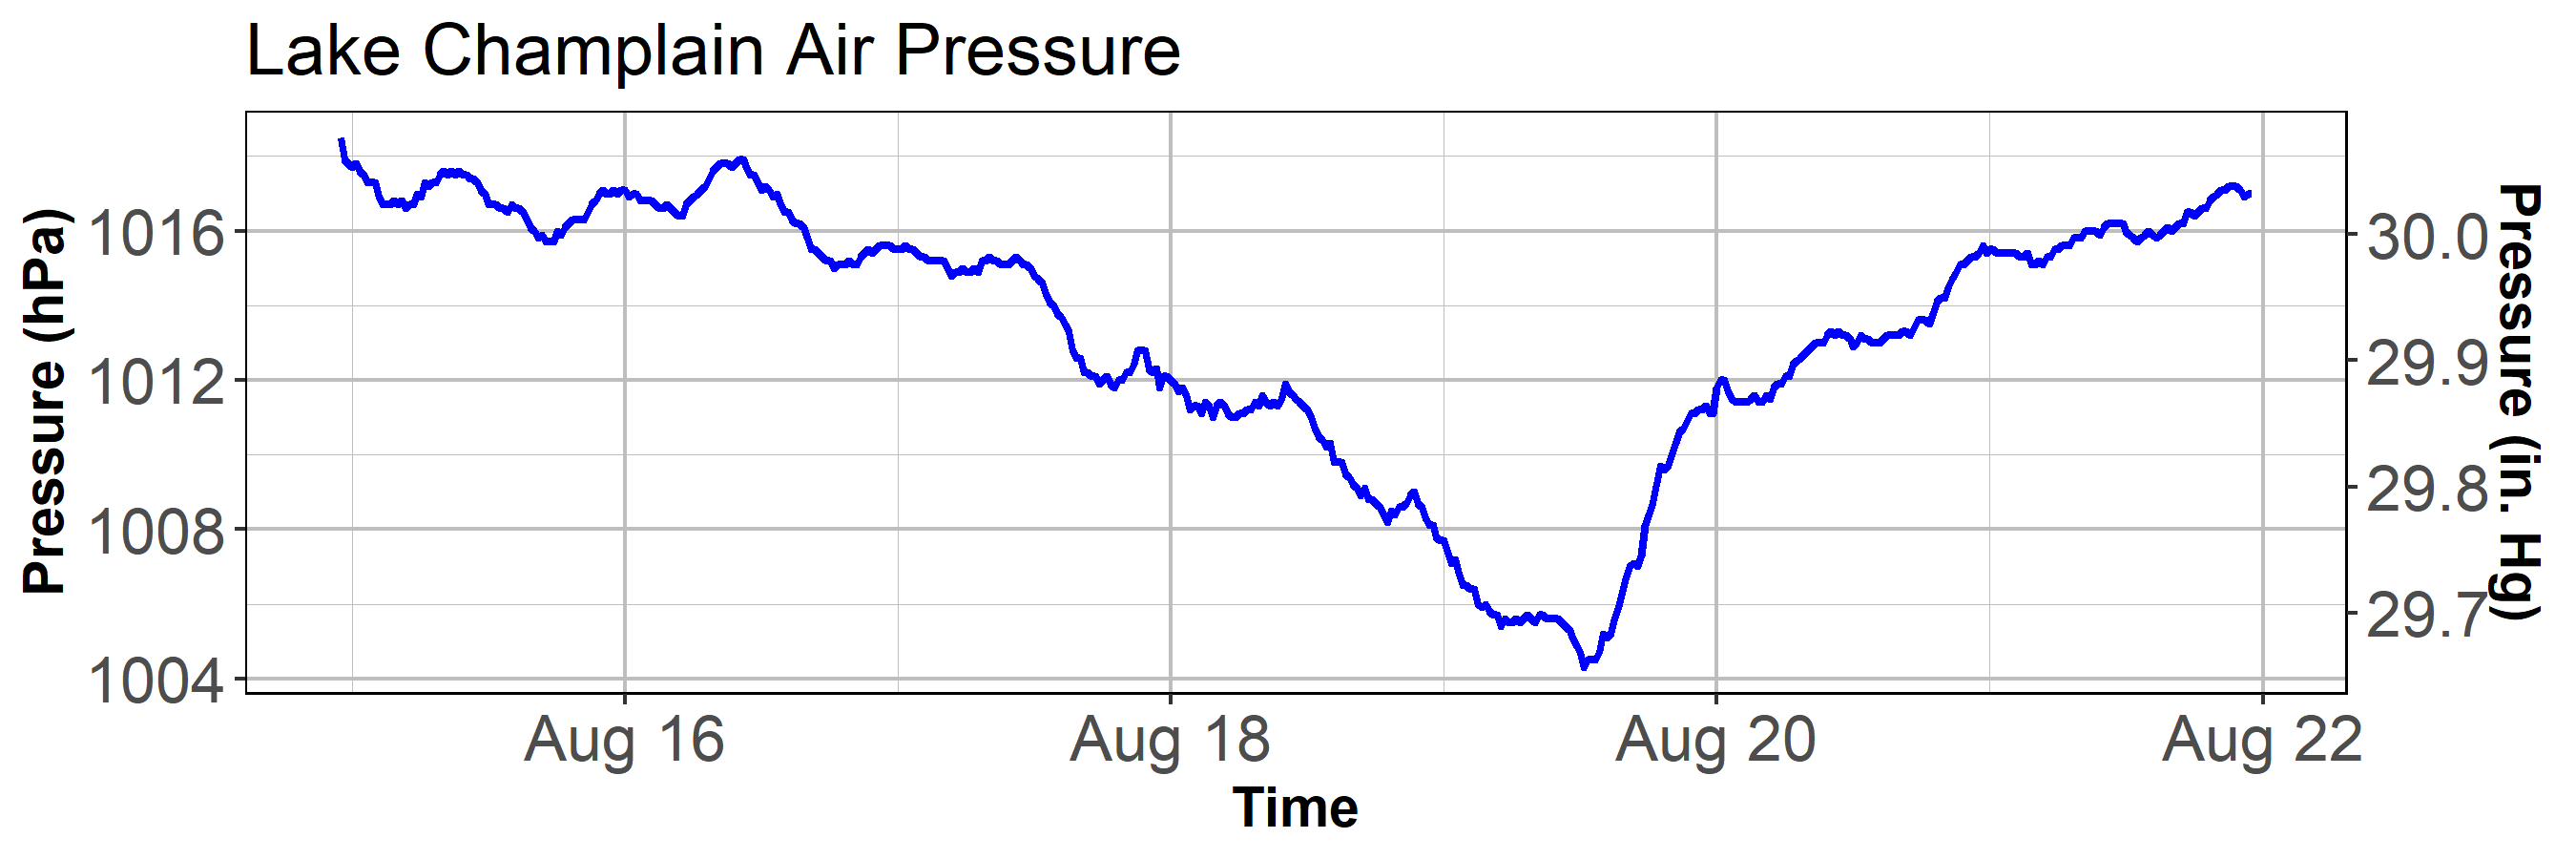 Lake Champlain Air Pressure
Pressure (hPa)
1016
1012
1008
1004
30.0
29.9
29.8
29.7
Pressure (in. Hg)
Aug 16
Aug 18
Aug 20
Aug 22
Time